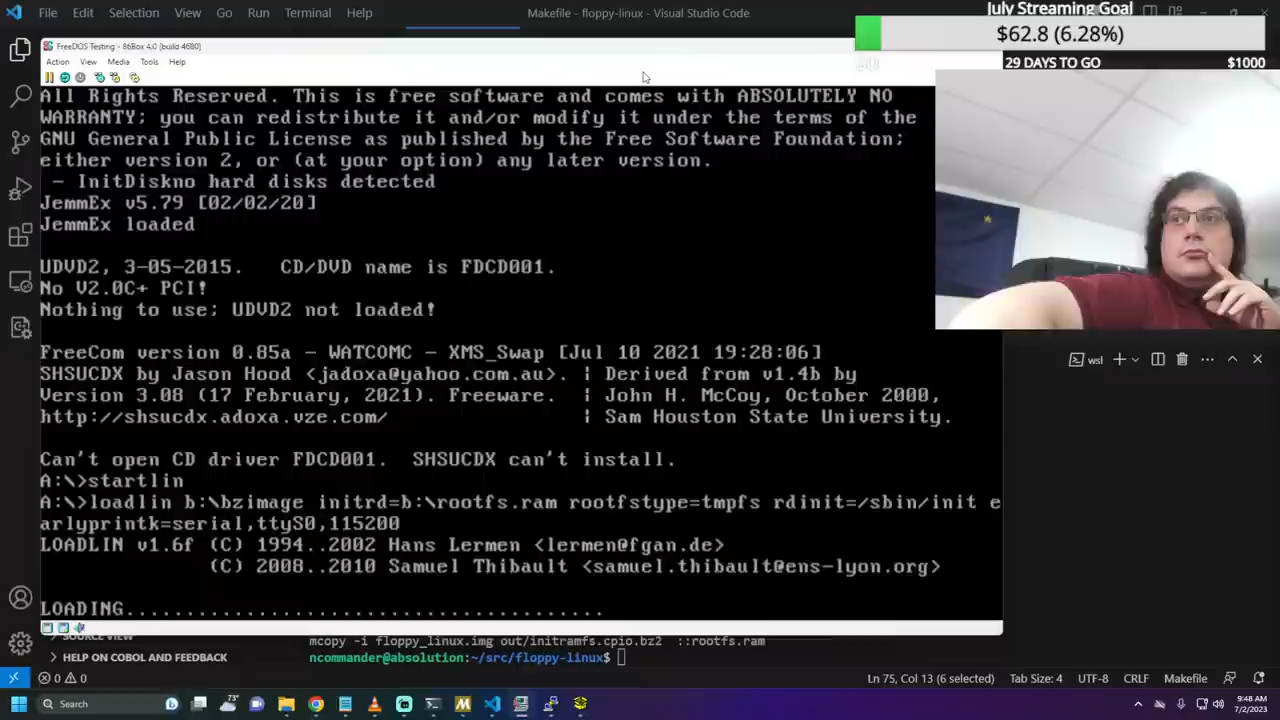 File Edit Selection View Go Run Terminal Help
Makefile - floppy-linux - Visual Studio Code
July Streaming Goal
$62.8 (6.28%)
29 DAYS TO GO $1000
FreeDOS Testing - 86Box 4.0 [build 4680]
Action View Media Tools Help
All Rights Reserved. This is free software and comes with ABSOLUTELY NO
WARRANTY; you can redistribute it and/or modify it under the terms of the
GNU General Public License as published by the Free Software Foundation;
either version 2, or (at your option) any later version.
- InitDiskno hard disks detected
JemmEx v5.79 [02/02/20]
JemmEx loaded
UDVD2, 3-05-2015. CD/DVD name is FDCD001.
No V2.0C+ PCI!
Nothing to use; UDVD2 not loaded!
FreeCom version 0.85a - WATCOMC - XMS_Swap [Jul 10 2021 19:28:06]
SHSUCDX by Jason Hood <jadoxa@yahoo.com.au>. | Derived from v1.4b by
Version 3.08 (17 February, 2021). Freeware. | John H. McCoy, October 2000,
http://shsucdx.adoxa.vze.com/ | Sam Houston State University.
Can't open CD driver FDCD001. SHSUCDX can't install.
A:\>startlin
A:\>loadlin b:\bzimage initrd=b:\rootfs.ram rootfstype=tmpfs rdinit=/sbin/init e
arlyprintk=serial,ttyS0,115200
LOADLIN v1.6f (C) 1994..2002 Hans Lermen <lermen@fgan.de>
(C) 2008..2010 Samuel Thibault <samuel.thibault@ens-lyon.org>
LOADING............................................
wsl
SOURCE VIEW
mcopy -i floppy_linux.img out/initramfs.cpio.bz2 ::rootfs.ram
HELP ON COBOL AND FEEDBACK
ncommander@absolution:~/src/floppy-linux$
0 0
Ln 75, Col 13 (6 selected) Tab Size: 4 UTF-8 CRLF Makefile
Search
73°
9:48 AM
7/2/2023